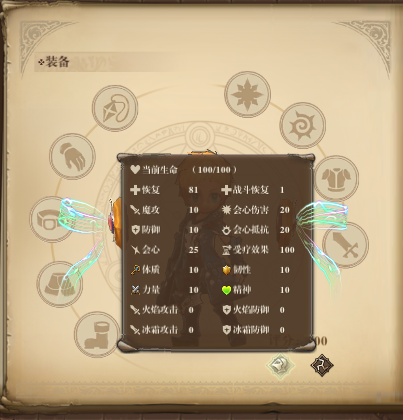 装备
当前生命 （100/100）
恢复 81 战斗恢复 1
魔攻 10 会心伤害 20
防御 10 会心抵抗 20
会心 25 受疗效果 100
体质 10 韧性 10
力量 10 精神 10
火焰攻击 0 火焰防御 0
冰霜攻击 0 冰霜防御 0
00